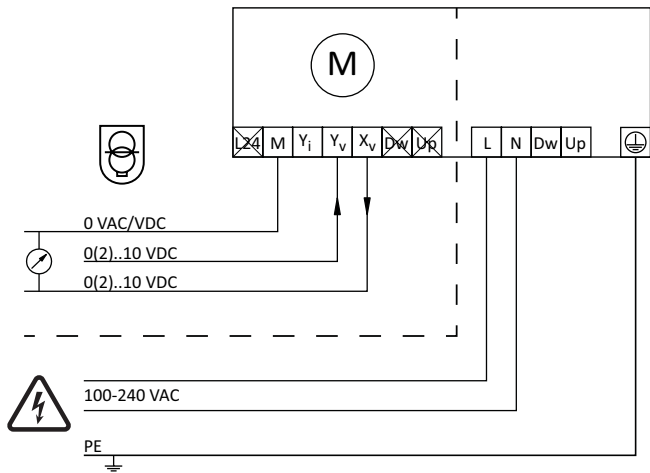 M
L24 M Yi Yv Xv Dw Up L N Dw Up
0 VAC/VDC
0(2)..10 VDC
0(2)..10 VDC
100-240 VAC
PE